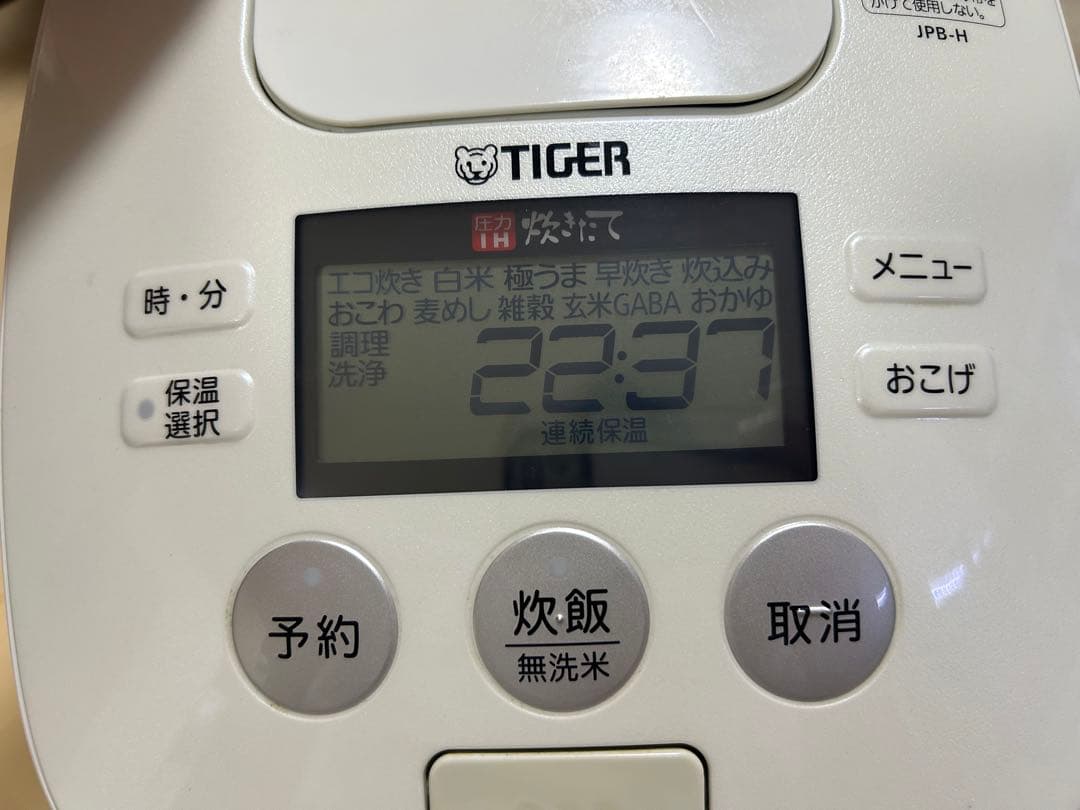 かけて使用しない。
JPB-H
TIGER
圧力
IH 炊きたて
エコ炊き 白米 極うま 早炊き 炊込み
おこわ 麦めし 雑穀 玄米GABA おかゆ
調理
洗浄
22:37
連続保温
時・分
保温
選択
メニュー
おこげ
予約
炊飯
無洗米
取消